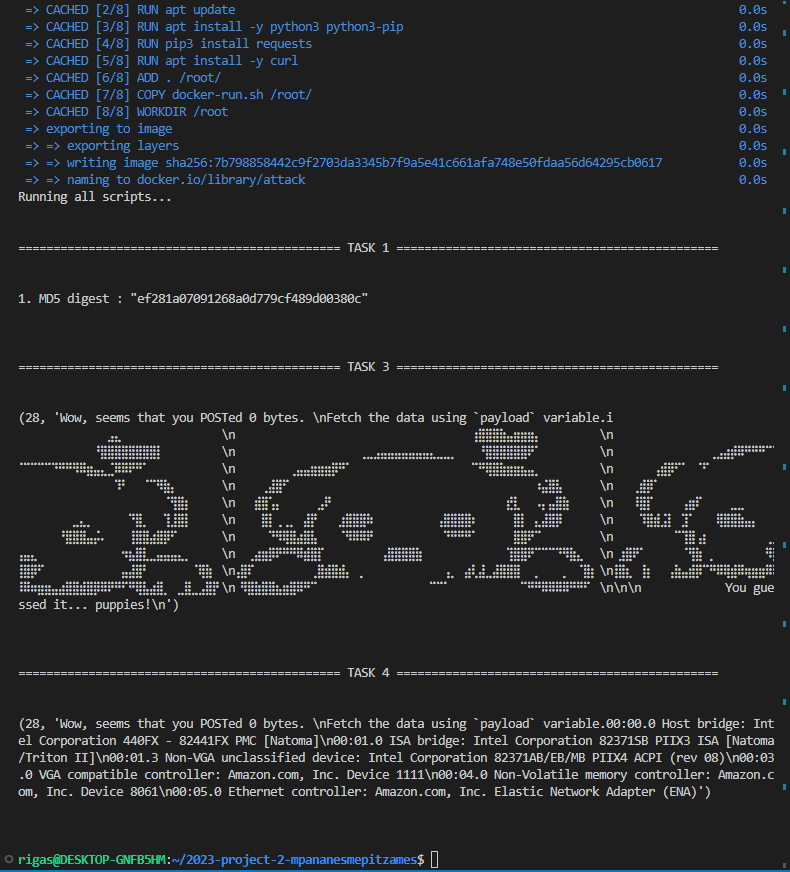 => CACHED [2/8] RUN apt update 0.0s
=> CACHED [3/8] RUN apt install -y python3 python3-pip 0.0s
=> CACHED [4/8] RUN pip3 install requests 0.0s
=> CACHED [5/8] RUN apt install -y curl 0.0s
=> CACHED [6/8] ADD . /root/ 0.0s
=> CACHED [7/8] COPY docker-run.sh /root/ 0.0s
=> CACHED [8/8] WORKDIR /root 0.0s
=> exporting to image 0.0s
=> => exporting layers 0.0s
=> => writing image sha256:7b798858442c9f2703da3345b7f9a5e41c661afa748e50fdaa56d64295cb0617 0.0s
=> => naming to docker.io/library/attack 0.0s
Running all scripts...
============================================== TASK 1 ==============================================
1. MD5 digest : "ef281a07091268a0d779cf489d00380c"
============================================== TASK 3 ==============================================
(28, 'Wow, seems that you POSTed 0 bytes. \nFetch the data using `payload` variable.i
\n \n
\n \n
\n \n
\n \n
\n \n
\n \n
\n \n
\n \n
\n \n
\n \n\n\n You gue
ssed it... puppies!\n')
============================================== TASK 4 ==============================================
(28, 'Wow, seems that you POSTed 0 bytes. \nFetch the data using `payload` variable.00:00.0 Host bridge: Int
el Corporation 440FX - 82441FX PMC [Natoma]\n00:01.0 ISA bridge: Intel Corporation 82371SB PIIX3 ISA [Natoma
/Triton II]\n00:01.3 Non-VGA unclassified device: Intel Corporation 82371AB/EB/MB PIIX4 ACPI (rev 08)\n00:03
.0 VGA compatible controller: Amazon.com, Inc. Device 1111\n00:04.0 Non-Volatile memory controller: Amazon.c
om, Inc. Device 8061\n00:05.0 Ethernet controller: Amazon.com, Inc. Elastic Network Adapter (ENA)')
rigas@DESKTOP-GNFB5HM:~/2023-project-2-mpananesmepitzames$